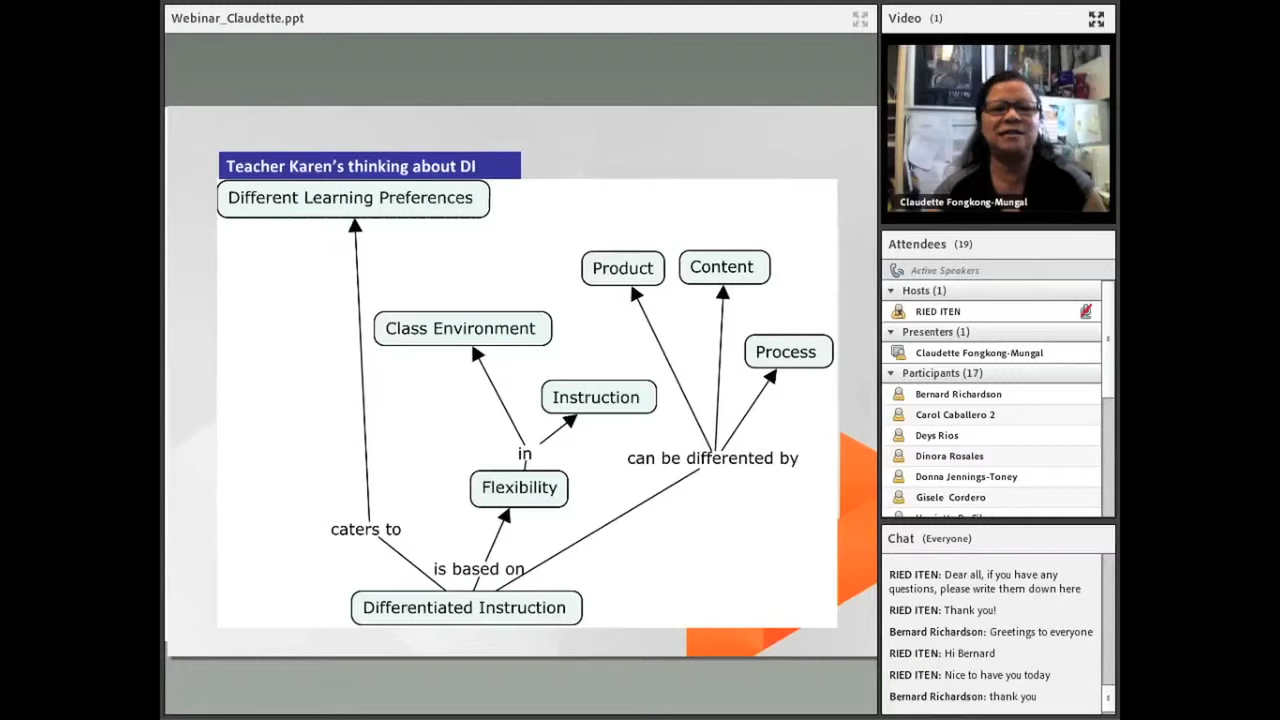 Webinar_Claudette.ppt
Teacher Karen's thinking about DI
Different Learning Preferences
Product
Content
Class Environment
Process
Instruction
in
can be differented by
Flexibility
caters to
is based on
Differentiated Instruction
Video (1)
Claudette Fongkong-Mungal
Attendees (19)
Active Speakers
Hosts (1)
RIED ITEN
Presenters (1)
Claudette Fongkong-Mungal
Participants (17)
Bernard Richardson
Carol Caballero 2
Deys Rios
Dinora Rosales
Donna Jennings-Toney
Gisele Cordero
Chat (Everyone)
RIED ITEN: Dear all, if you have any
questions, please write them down here
RIED ITEN: Thank you!
Bernard Richardson: Greetings to everyone
RIED ITEN: Hi Bernard
RIED ITEN: Nice to have you today
Bernard Richardson: thank you